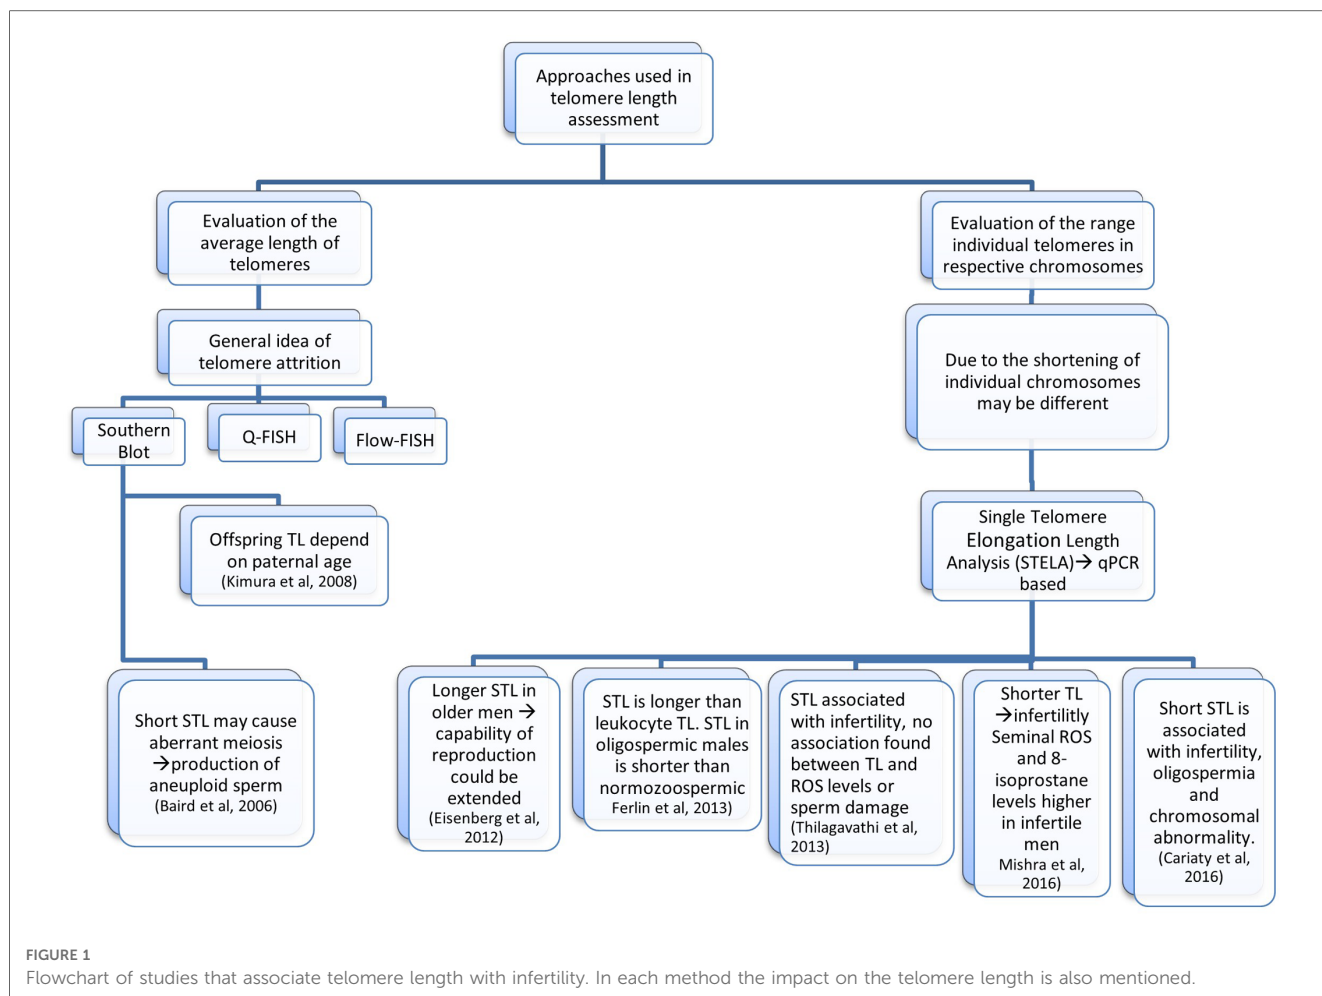 Approaches used in
telomere length
assessment
Evaluation of the
average length of
telomeres
Evaluation of the range
individual telomeres in
respective chromosomes
General idea of
telomere attrition
Due to the shortening of
individual chromosomes
may be different
Southern
Blot
Q-FISH
Flow-FISH
Single Telomere
Elongation Length
Analysis (STELA)→ qPCR
based
Offspring TL depend
on paternal age
(Kimura et al, 2008)
Short STL may cause
aberrant meiosis
→production of
aneuploid sperm
(Baird et al, 2006)
Longer STL in
older men →
capability of
reproduction
could be
extended
(Eisenberg et al,
2012)
STL is longer than
leukocyte TL. STL in
oligospermic males
is shorter than
normozoospermic
Ferlin et al, 2013)
STL associated
with infertility, no
association found
between TL and
ROS levels or
sperm damage
(Thilagavathi et al,
2013)
Shorter TL
→infertilitly
Seminal ROS
and 8-
isoprostane
levels higher
in infertile
men
Mishra et al,
2016)
Short STL is
associated
with infertility,
oligospermia
and
chromosomal
abnormality.
(Cariaty et al,
2016)
FIGURE 1
Flowchart of studies that associate telomere length with infertility. In each method the impact on the telomere length is also mentioned.